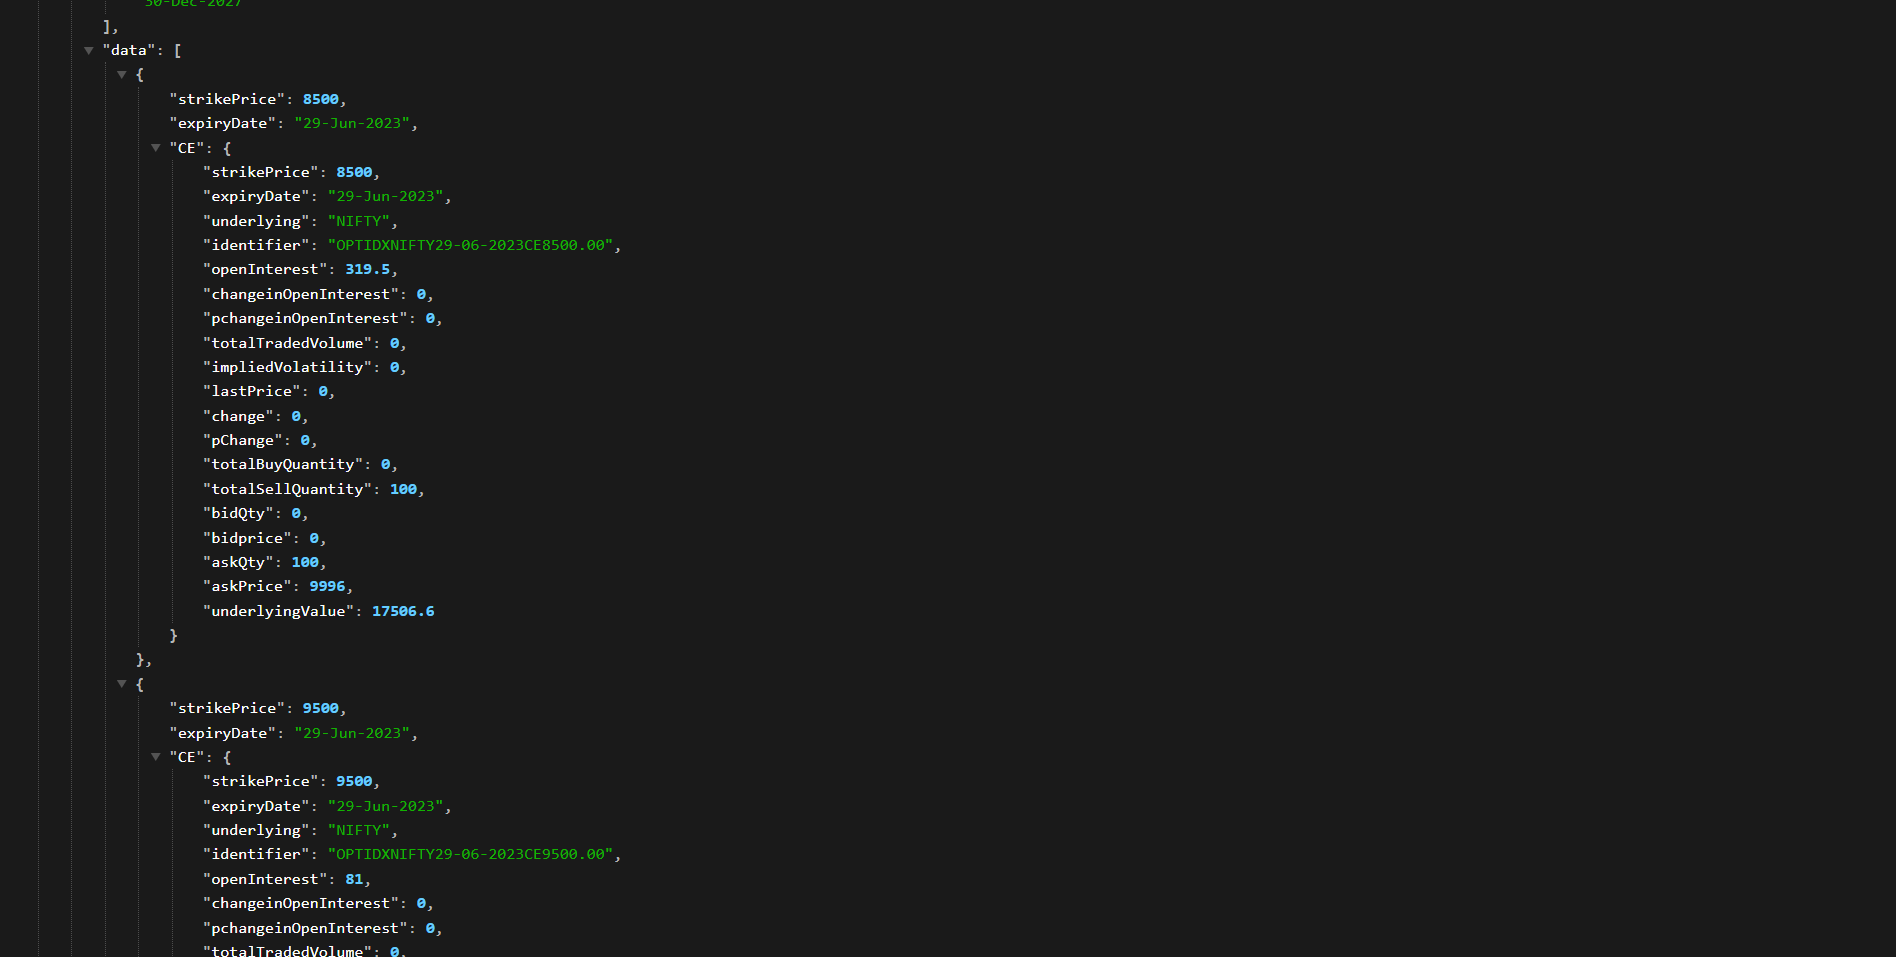 30-Dec-2027
],
"data": [
{
"strikePrice": 8500,
"expiryDate": "29-Jun-2023",
"CE": {
"strikePrice": 8500,
"expiryDate": "29-Jun-2023",
"underlying": "NIFTY",
"identifier": "OPTIDXNIFTY29-06-2023CE8500.00",
"openInterest": 319.5,
"changeinOpenInterest": 0,
"pchangeinOpenInterest": 0,
"totalTradedVolume": 0,
"impliedVolatility": 0,
"lastPrice": 0,
"change": 0,
"pChange": 0,
"totalBuyQuantity": 0,
"totalSellQuantity": 100,
"bidQty": 0,
"bidprice": 0,
"askQty": 100,
"askPrice": 9996,
"underlyingValue": 17506.6
}
},
{
"strikePrice": 9500,
"expiryDate": "29-Jun-2023",
"CE": {
"strikePrice": 9500,
"expiryDate": "29-Jun-2023",
"underlying": "NIFTY",
"identifier": "OPTIDXNIFTY29-06-2023CE9500.00",
"openInterest": 81,
"changeinOpenInterest": 0,
"pchangeinOpenInterest": 0,
"totalTradedVolume": 0,